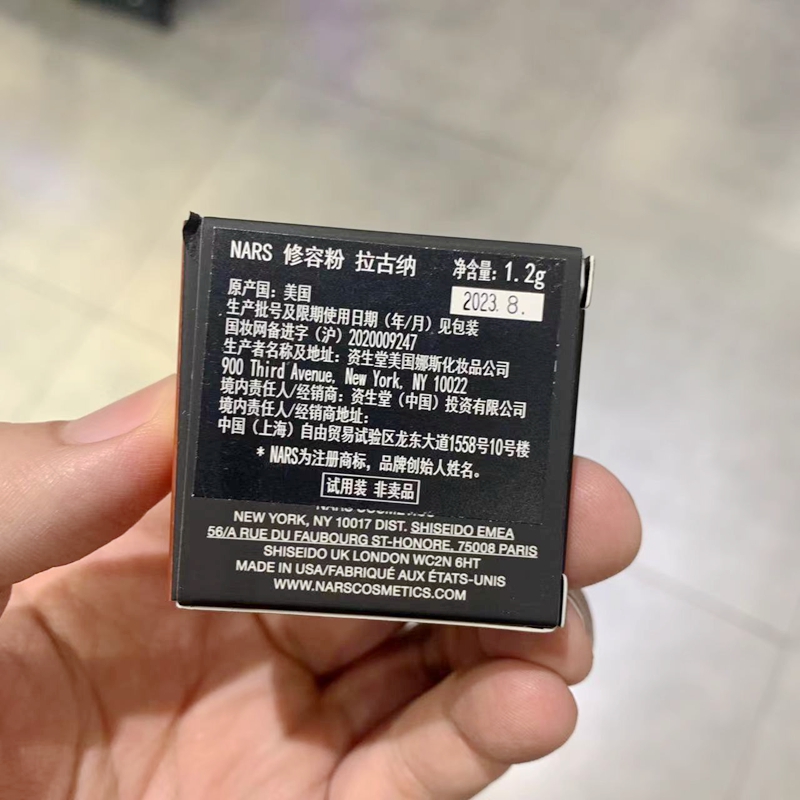 NARS 修容粉 拉古纳 净含量: 1.2g
2023. 8.
原产国: 美国
生产批号及限期使用日期（年/月）见包装
国妆网备进字（沪）2020009247
生产者名称及地址: 资生堂美国娜斯化妆品公司
900 Third Avenue, New York, NY 10022
境内责任人/经销商: 资生堂（中国）投资有限公司
境内责任人/经销商地址:
中国（上海）自由贸易试验区龙东大道1558号10号楼
* NARS为注册商标，品牌创始人姓名。
试用装 非卖品
NARS COSMETICS
NEW YORK, NY 10017 DIST. SHISEIDO EMEA
56/A RUE DU FAUBOURG ST-HONORE, 75008 PARIS
SHISEIDO UK LONDON WC2N 6HT
MADE IN USA/FABRIQUÉ AUX ÉTATS-UNIS
WWW.NARSCOSMETICS.COM